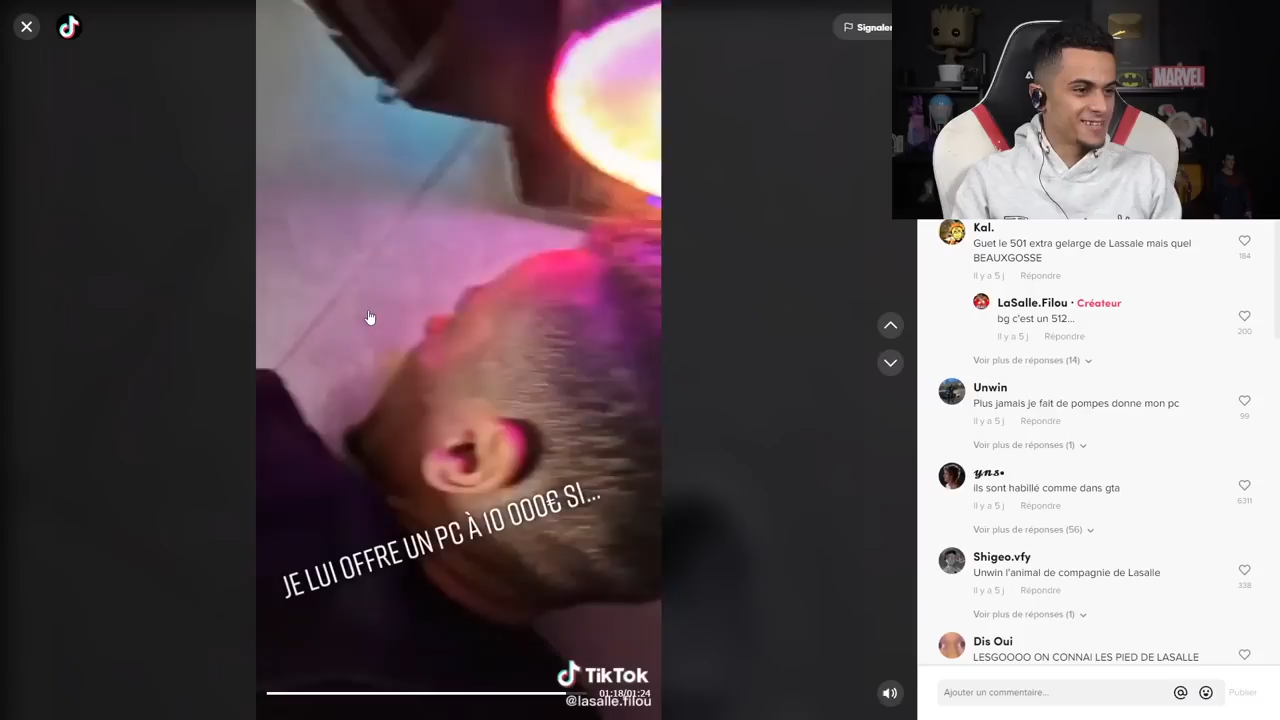 Signaler
MARVEL
JE LUI OFFRE UN PC À 10 000€ SI...
TikTok
01:18/01:24
@lasalle.filou
Kal.
Guet le 501 extra gelarge de Lassale mais quel
BEAUXGOSSE
184
Il y a 5 j Répondre
LaSalle.Filou · Créateur
bg c'est un 512...
200
Il y a 5 j Répondre
Voir plus de réponses (14)
Unwin
Plus jamais je fait de pompes donne mon pc
99
Il y a 5 j Répondre
Voir plus de réponses (1)
yns•
ils sont habillé comme dans gta
6311
Il y a 5 j Répondre
Voir plus de réponses (56)
Shigeo.vfy
Unwin l'animal de compagnie de Lasalle
338
Il y a 5 j Répondre
Voir plus de réponses (1)
Dis Oui
LESGOOOO ON CONNAI LES PIED DE LASALLE
Ajouter un commentaire...
Publier